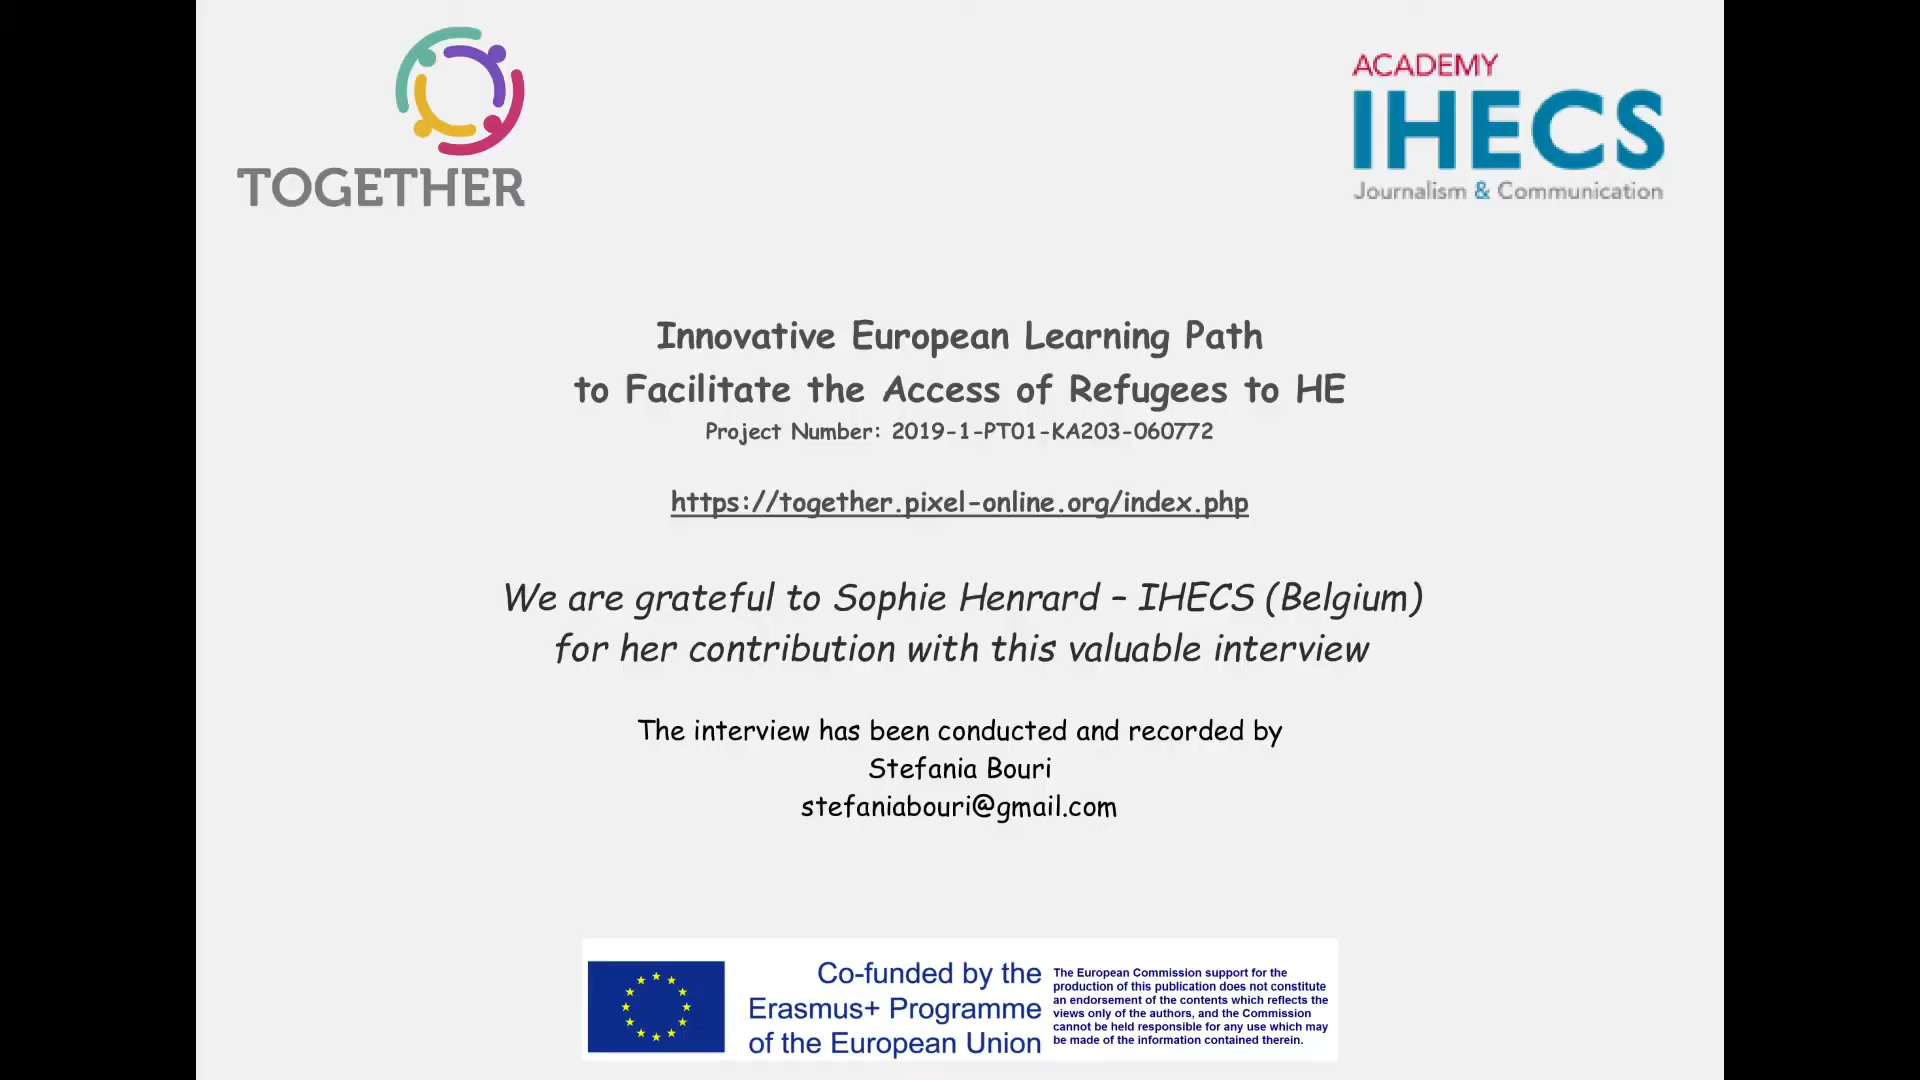 TOGETHER
ACADEMY
IHECS
Journalism & Communication
Innovative European Learning Path
to Facilitate the Access of Refugees to HE
Project Number: 2019-1-PT01-KA203-060772
https://together.pixel-online.org/index.php
We are grateful to Sophie Henrard – IHECS (Belgium)
for her contribution with this valuable interview
The interview has been conducted and recorded by
Stefania Bouri
stefaniabouri@gmail.com
Co-funded by the
Erasmus+ Programme
of the European Union
The European Commission support for the
production of this publication does not constitute
an endorsement of the contents which reflects the
views only of the authors, and the Commission
cannot be held responsible for any use which may
be made of the information contained therein.